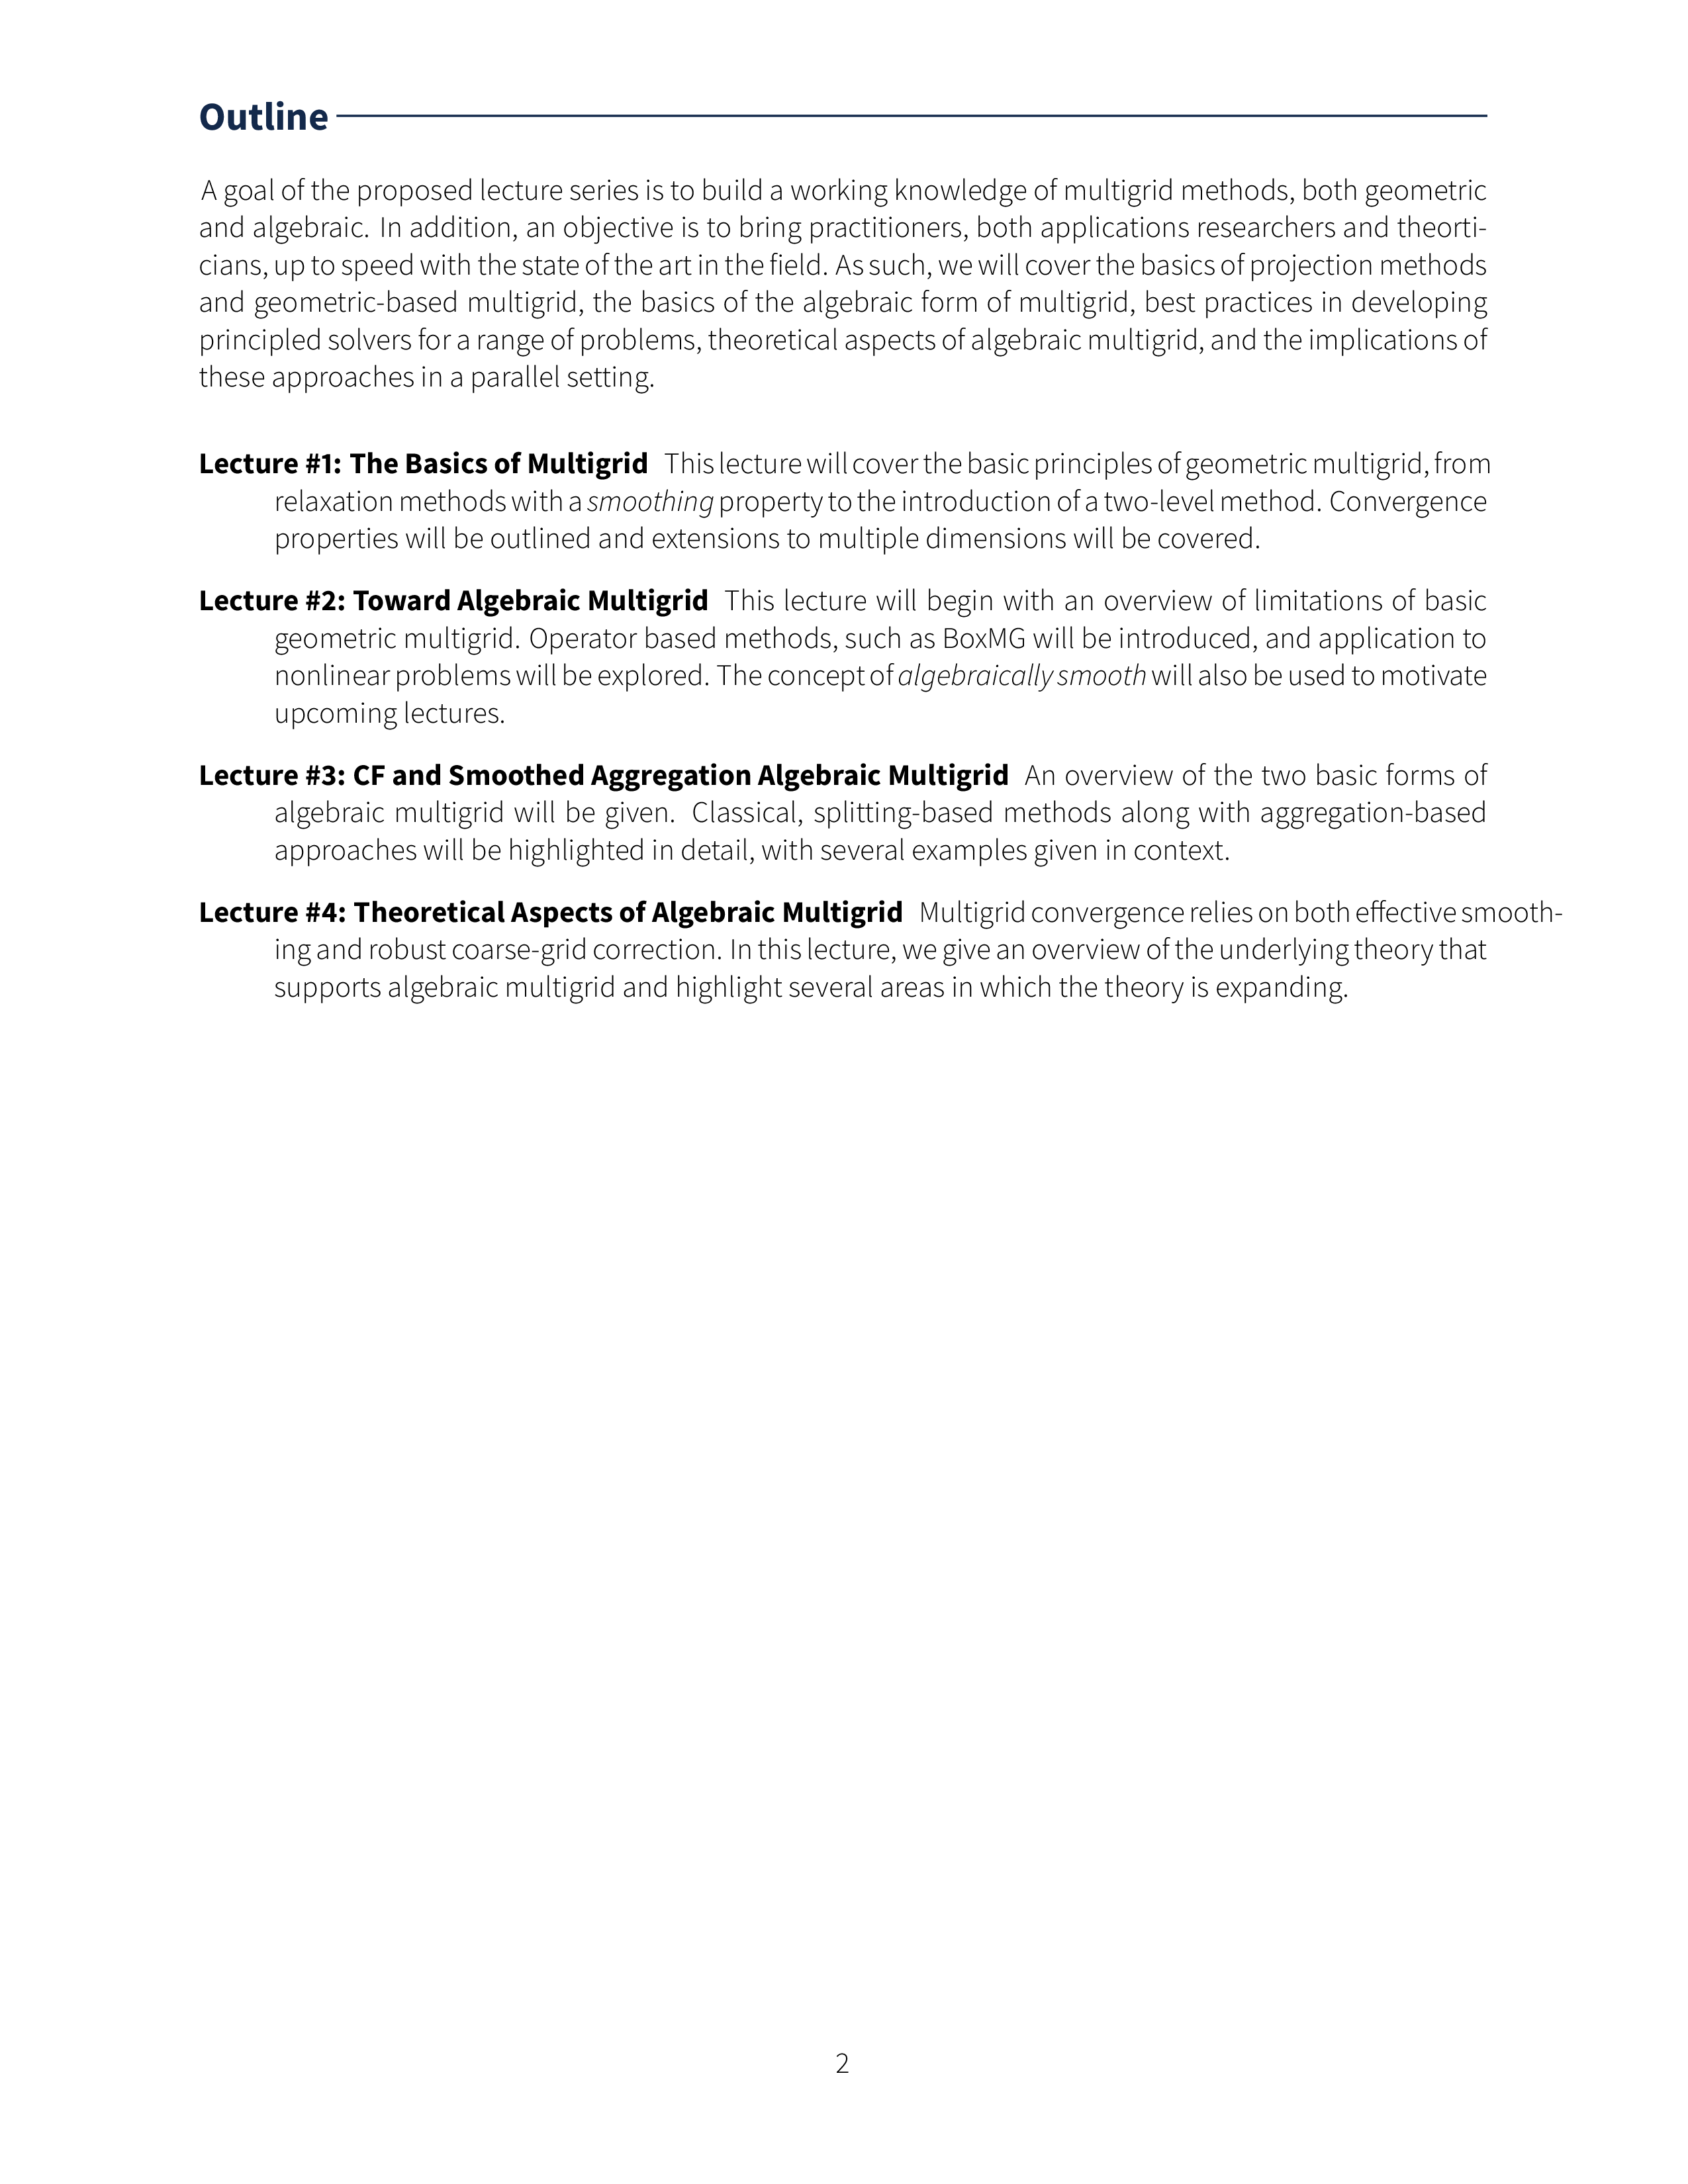 Outline
A goal of the proposed lecture series is to build a working knowledge of multigrid methods, both geometric
and algebraic. In addition, an objective is to bring practitioners, both applications researchers and theorti-
cians, up to speed with the state of the art in the field. As such, we will cover the basics of projection methods
and geometric-based multigrid, the basics of the algebraic form of multigrid, best practices in developing
principled solvers for a range of problems, theoretical aspects of algebraic multigrid, and the implications of
these approaches in a parallel setting.
Lecture #1: The Basics of Multigrid This lecture will cover the basic principles of geometric multigrid, from
relaxation methods with a smoothing property to the introduction of a two-level method. Convergence
properties will be outlined and extensions to multiple dimensions will be covered.
Lecture #2: Toward Algebraic Multigrid This lecture will begin with an overview of limitations of basic
geometric multigrid. Operator based methods, such as BoxMG will be introduced, and application to
nonlinear problems will be explored. The concept of algebraically smooth will also be used to motivate
upcoming lectures.
Lecture #3: CF and Smoothed Aggregation Algebraic Multigrid An overview of the two basic forms of
algebraic multigrid will be given. Classical, splitting-based methods along with aggregation-based
approaches will be highlighted in detail, with several examples given in context.
Lecture #4: Theoretical Aspects of Algebraic Multigrid Multigrid convergence relies on both effective smooth-
ing and robust coarse-grid correction. In this lecture, we give an overview of the underlying theory that
supports algebraic multigrid and highlight several areas in which the theory is expanding.
2